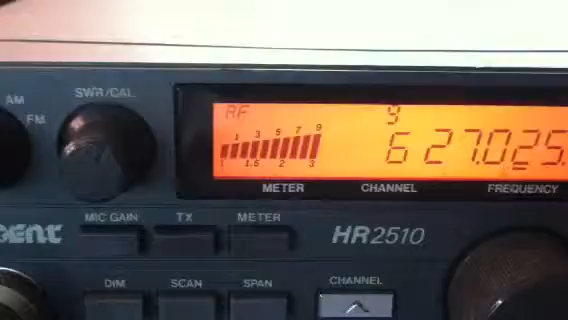 AM
FM
SWR/CAL
RF
1 3 5 7 9
1 1.5 2 3
9
6 27.025.
METER CHANNEL FREQUENCY
MIC GAIN TX METER
HR2510
DIM SCAN SPAN CHANNEL